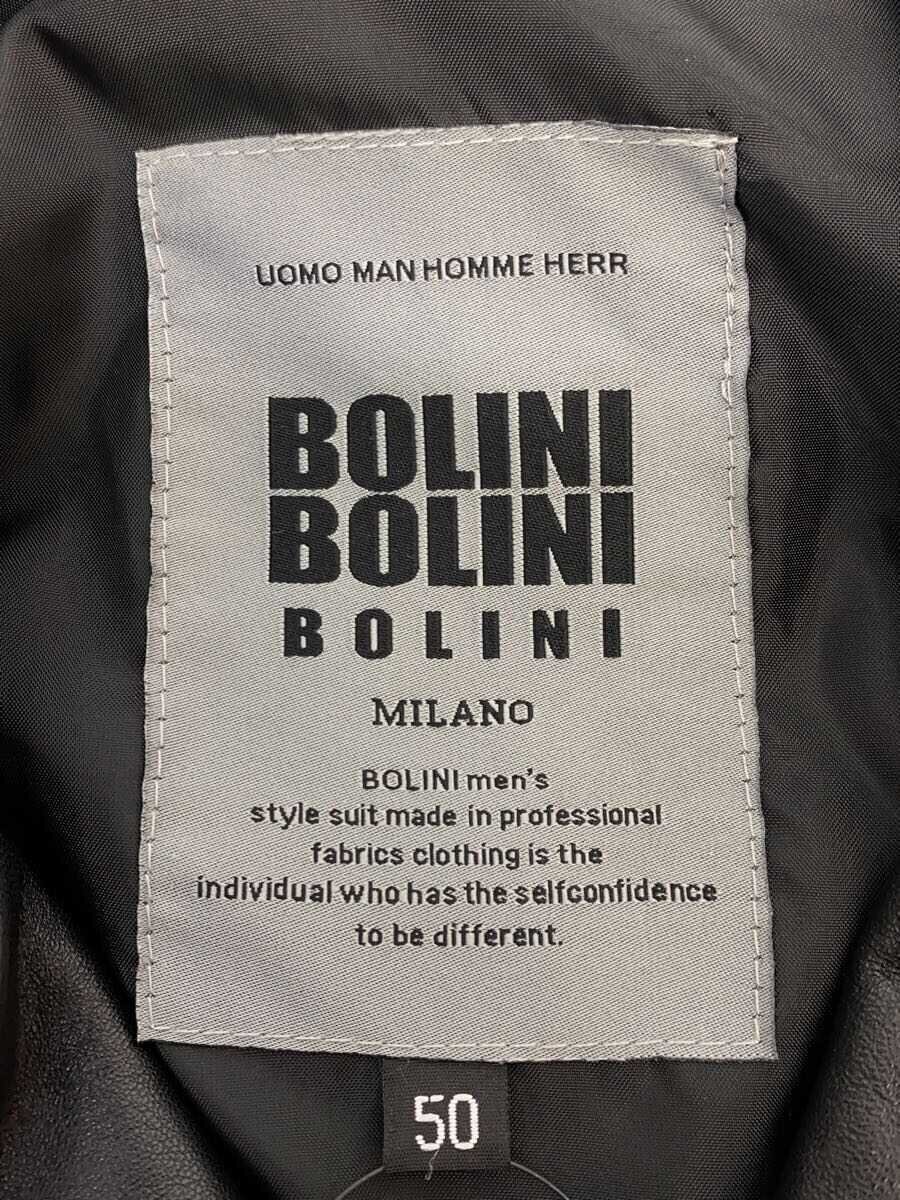 UOMO MAN HOMME HERR
BOLINI
BOLINI
BOLINI
MILANO
BOLINI men's
style suit made in professional
fabrics clothing is the
individual who has the selfconfidence
to be different.
50